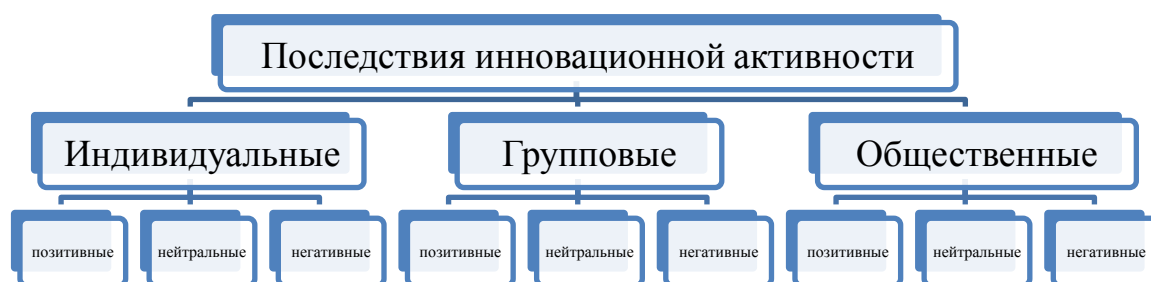 Последствия инновационной активности
Индивидуальные
Групповые
Общественные
позитивные
нейтральные
негативные
позитивные
нейтральные
негативные
позитивные
нейтральные
негативные